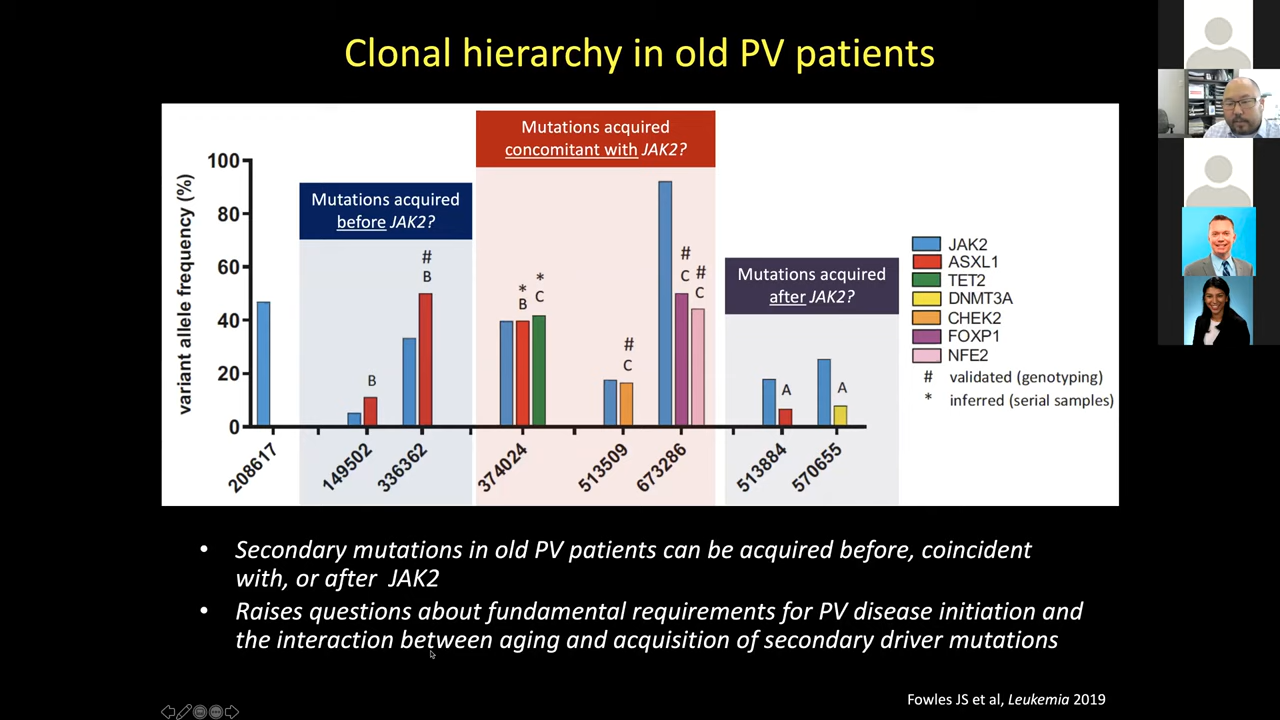 Clonal hierarchy in old PV patients
Mutations acquired
concomitant with JAK2?
Mutations acquired
before JAK2?
Mutations acquired
after JAK2?
variant allele frequency (%)
100
80
60
40
20
0
B
#
B
*
B
*
C
#
C
#
C
#
C
A
A
208617
149502
336362
374024
513509
673286
513884
570655
JAK2
ASXL1
TET2
DNMT3A
CHEK2
FOXP1
NFE2
# validated (genotyping)
* inferred (serial samples)
• Secondary mutations in old PV patients can be acquired before, coincident
with, or after JAK2
• Raises questions about fundamental requirements for PV disease initiation and
the interaction between aging and acquisition of secondary driver mutations
Fowles JS et al, Leukemia 2019